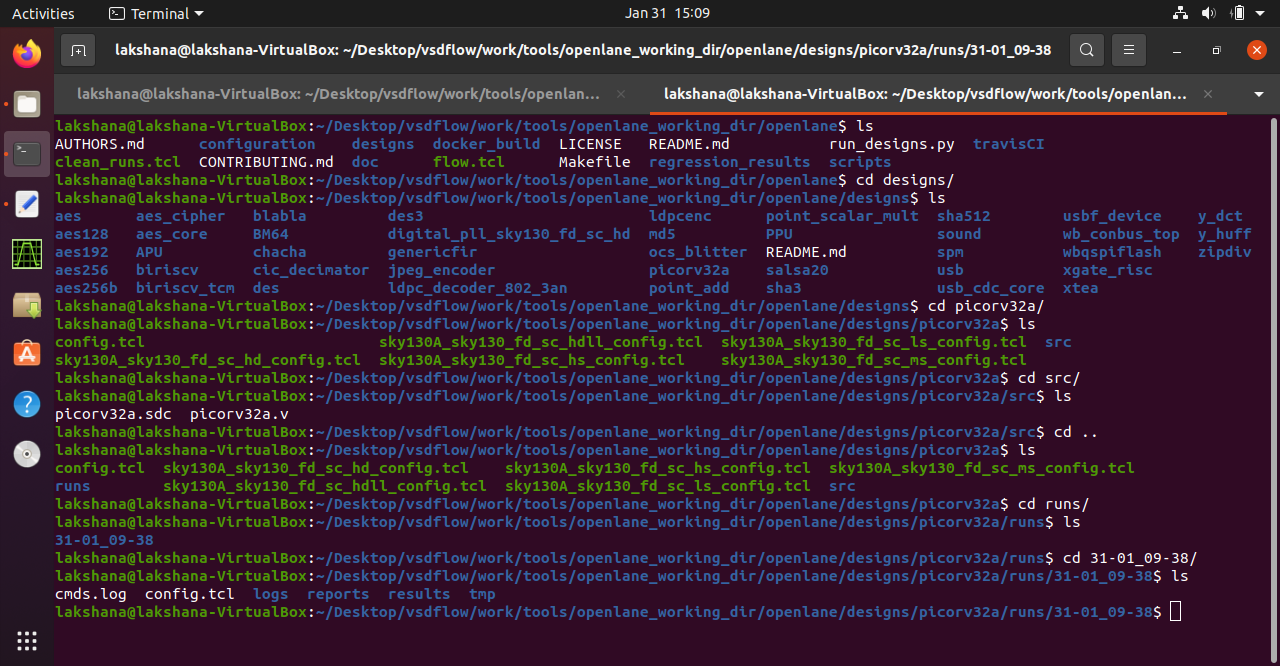 Activities Terminal Jan 31 15:09
lakshana@lakshana-VirtualBox: ~/Desktop/vsdflow/work/tools/openlane_working_dir/openlane/designs/picorv32a/runs/31-01_09-38
lakshana@lakshana-VirtualBox: ~/Desktop/vsdflow/work/tools/openlan... lakshana@lakshana-VirtualBox: ~/Desktop/vsdflow/work/tools/openlan...
lakshana@lakshana-VirtualBox:~/Desktop/vsdflow/work/tools/openlane_working_dir/openlane$ ls
AUTHORS.md configuration designs docker_build LICENSE README.md run_designs.py travisCI
clean_runs.tcl CONTRIBUTING.md doc flow.tcl Makefile regression_results scripts
lakshana@lakshana-VirtualBox:~/Desktop/vsdflow/work/tools/openlane_working_dir/openlane$ cd designs/
lakshana@lakshana-VirtualBox:~/Desktop/vsdflow/work/tools/openlane_working_dir/openlane/designs$ ls
aes aes_cipher blabla des3 ldpcenc point_scalar_mult sha512 usbf_device y_dct
aes128 aes_core BM64 digital_pll_sky130_fd_sc_hd md5 PPU sound wb_conbus_top y_huff
aes192 APU chacha genericfir ocs_blitter README.md spm wbqspiflash zipdiv
aes256 biriscv cic_decimator jpeg_encoder picorv32a salsa20 usb xgate_risc
aes256b biriscv_tcm des ldpc_decoder_802_3an point_add sha3 usb_cdc_core xtea
lakshana@lakshana-VirtualBox:~/Desktop/vsdflow/work/tools/openlane_working_dir/openlane/designs$ cd picorv32a/
lakshana@lakshana-VirtualBox:~/Desktop/vsdflow/work/tools/openlane_working_dir/openlane/designs/picorv32a$ ls
config.tcl sky130A_sky130_fd_sc_hdll_config.tcl sky130A_sky130_fd_sc_ls_config.tcl src
sky130A_sky130_fd_sc_hd_config.tcl sky130A_sky130_fd_sc_hs_config.tcl sky130A_sky130_fd_sc_ms_config.tcl
lakshana@lakshana-VirtualBox:~/Desktop/vsdflow/work/tools/openlane_working_dir/openlane/designs/picorv32a$ cd src/
lakshana@lakshana-VirtualBox:~/Desktop/vsdflow/work/tools/openlane_working_dir/openlane/designs/picorv32a/src$ ls
picorv32a.sdc picorv32a.v
lakshana@lakshana-VirtualBox:~/Desktop/vsdflow/work/tools/openlane_working_dir/openlane/designs/picorv32a/src$ cd ..
lakshana@lakshana-VirtualBox:~/Desktop/vsdflow/work/tools/openlane_working_dir/openlane/designs/picorv32a$ ls
config.tcl sky130A_sky130_fd_sc_hd_config.tcl sky130A_sky130_fd_sc_hs_config.tcl sky130A_sky130_fd_sc_ms_config.tcl
runs sky130A_sky130_fd_sc_hdll_config.tcl sky130A_sky130_fd_sc_ls_config.tcl src
lakshana@lakshana-VirtualBox:~/Desktop/vsdflow/work/tools/openlane_working_dir/openlane/designs/picorv32a$ cd runs/
lakshana@lakshana-VirtualBox:~/Desktop/vsdflow/work/tools/openlane_working_dir/openlane/designs/picorv32a/runs$ ls
31-01_09-38
lakshana@lakshana-VirtualBox:~/Desktop/vsdflow/work/tools/openlane_working_dir/openlane/designs/picorv32a/runs$ cd 31-01_09-38/
lakshana@lakshana-VirtualBox:~/Desktop/vsdflow/work/tools/openlane_working_dir/openlane/designs/picorv32a/runs/31-01_09-38$ ls
cmds.log config.tcl logs reports results tmp
lakshana@lakshana-VirtualBox:~/Desktop/vsdflow/work/tools/openlane_working_dir/openlane/designs/picorv32a/runs/31-01_09-38$